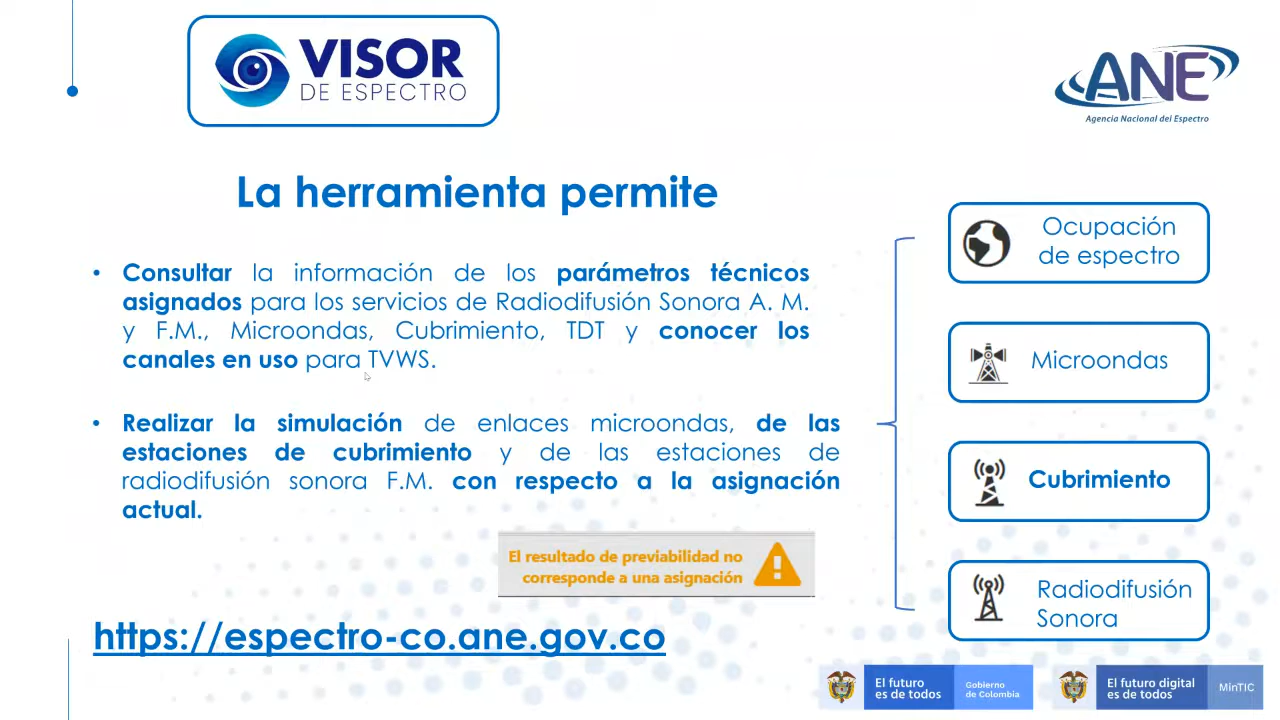 VISOR
DE ESPECTRO
ANE
Agencia Nacional del Espectro
La herramienta permite
• Consultar la información de los parámetros técnicos
asignados para los servicios de Radiodifusión Sonora A. M.
y F.M., Microondas, Cubrimiento, TDT y conocer los
canales en uso para TVWS.
• Realizar la simulación de enlaces microondas, de las
estaciones de cubrimiento y de las estaciones de
radiodifusión sonora F.M. con respecto a la asignación
actual.
El resultado de previabilidad no
corresponde a una asignación
https://espectro-co.ane.gov.co
Ocupación
de espectro
Microondas
Cubrimiento
Radiodifusión
Sonora
El futuro
es de todos
Gobierno
de Colombia
El futuro digital
es de todos
MinTIC